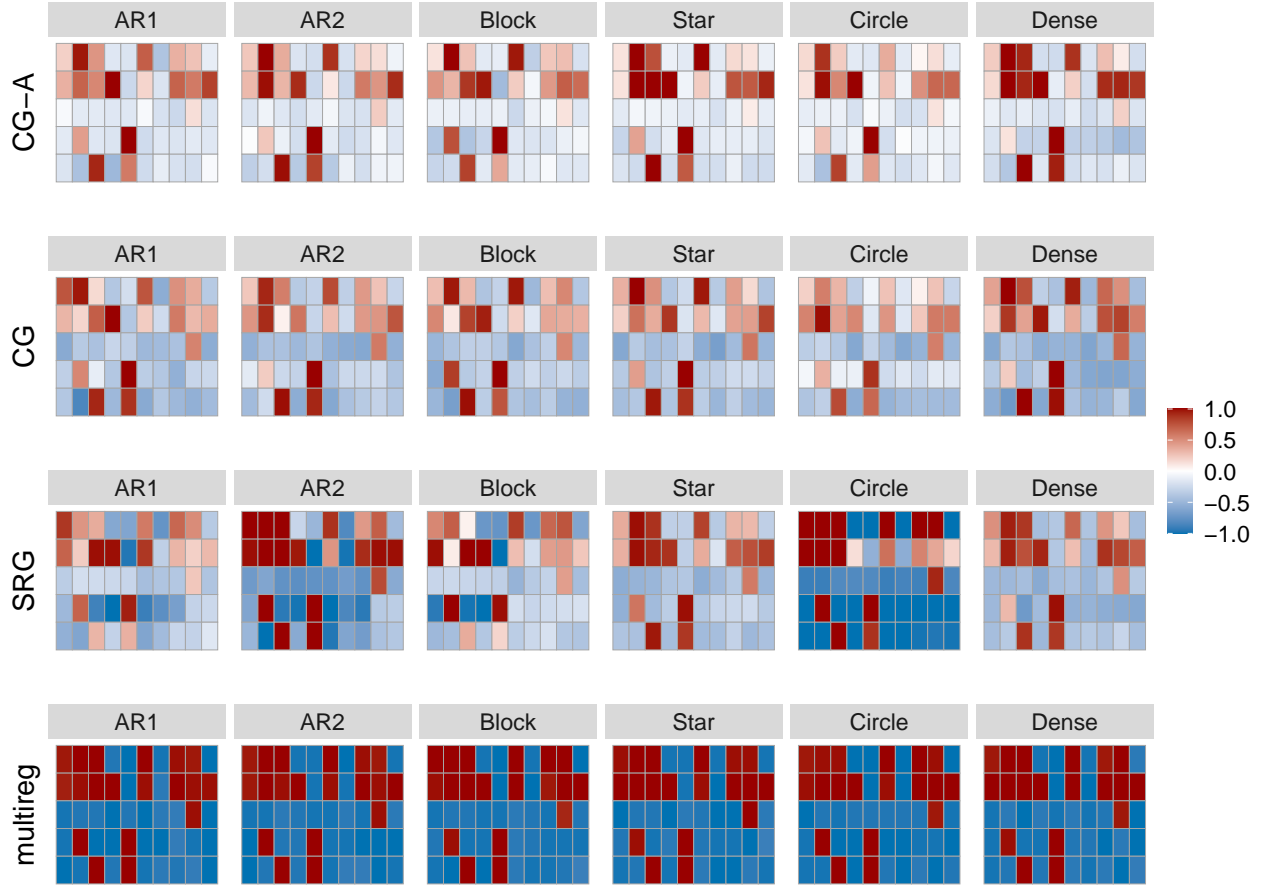 AR1 AR2 Block Star Circle Dense
CG−A
AR1 AR2 Block Star Circle Dense
CG
1.0
0.5
0.0
−0.5
−1.0
AR1 AR2 Block Star Circle Dense
SRG
AR1 AR2 Block Star Circle Dense
multireg